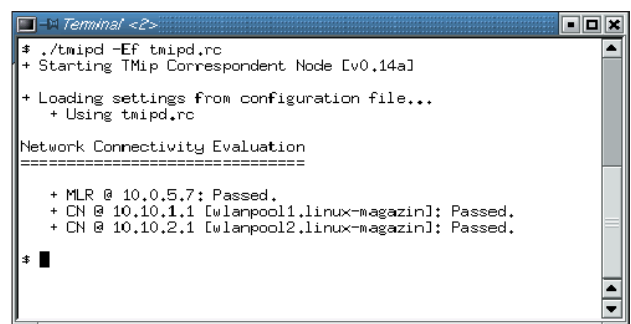 Terminal <2>
$ ./tmipd -Ef tmipd.rc
+ Starting TMip Correspondent Node [v0.14a]
+ Loading settings from configuration file...
+ Using tmipd.rc
Network Connectivity Evaluation
===============================
+ MLR @ 10.0.5.7: Passed.
+ CN @ 10.10.1.1 [wlanpool1.linux-magazin]: Passed.
+ CN @ 10.10.2.1 [wlanpool2.linux-magazin]: Passed.
$